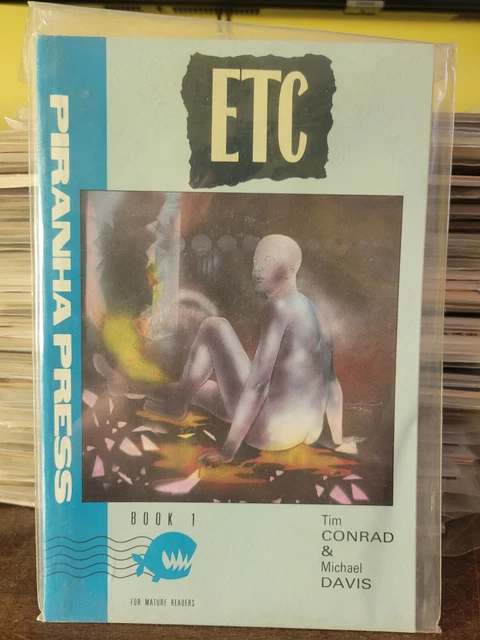 ETC
PIRANHA PRESS
BOOK 1
Tim
CONRAD
&
Michael
DAVIS
FOR MATURE READERS